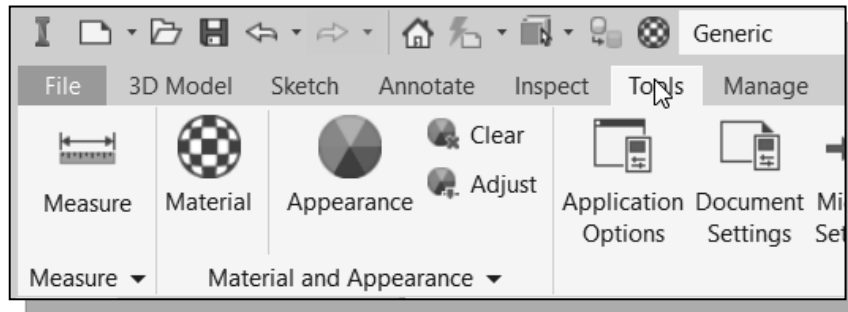 Generic
File 3D Model Sketch Annotate Inspect Tools Manage
Clear
Adjust
Measure Material Appearance Application Options Document Settings
Measure Material and Appearance